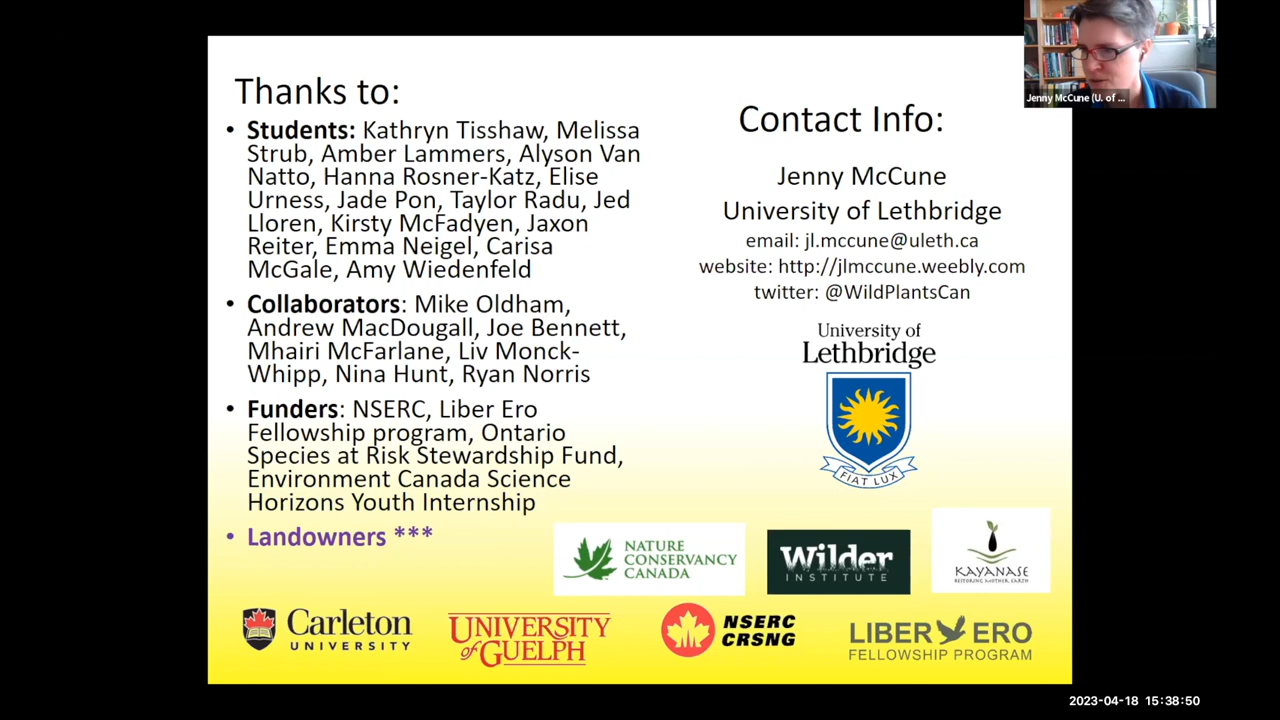 Thanks to:
• Students: Kathryn Tisshaw, Melissa
Strub, Amber Lammers, Alyson Van
Natto, Hanna Rosner-Katz, Elise
Urness, Jade Pon, Taylor Radu, Jed
Lloren, Kirsty McFadyen, Jaxon
Reiter, Emma Neigel, Carisa
McGale, Amy Wiedenfeld
• Collaborators: Mike Oldham,
Andrew MacDougall, Joe Bennett,
Mhairi McFarlane, Liv Monck-
Whipp, Nina Hunt, Ryan Norris
• Funders: NSERC, Liber Ero
Fellowship program, Ontario
Species at Risk Stewardship Fund,
Environment Canada Science
Horizons Youth Internship
• Landowners ***
Contact Info:
Jenny McCune
University of Lethbridge
email: jl.mccune@uleth.ca
website: http://jlmccune.weebly.com
twitter: @WildPlantsCan
University of
Lethbridge
FIAT LUX
NATURE
CONSERVANCY
CANADA
Wilder
INSTITUTE
KAYANASE
RESTORING MOTHER EARTH
Carleton
UNIVERSITY
UNIVERSITY
of GUELPH
NSERC
CRSNG
LIBER ERO
FELLOWSHIP PROGRAM
Jenny McCune (U. of ...
2023-04-18 15:38:50